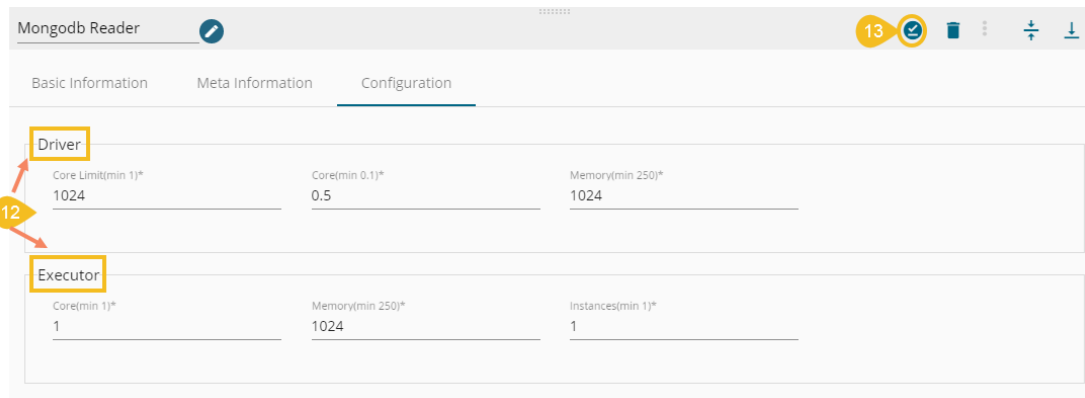 Mongodb Reader
13
Basic Information Meta Information Configuration
Driver
Core Limit(min 1)* Core(min 0.1)* Memory(min 250)*
1024 0.5 1024
12
Executor
Core(min 1)* Memory(min 250)* Instances(min 1)*
1 1024 1